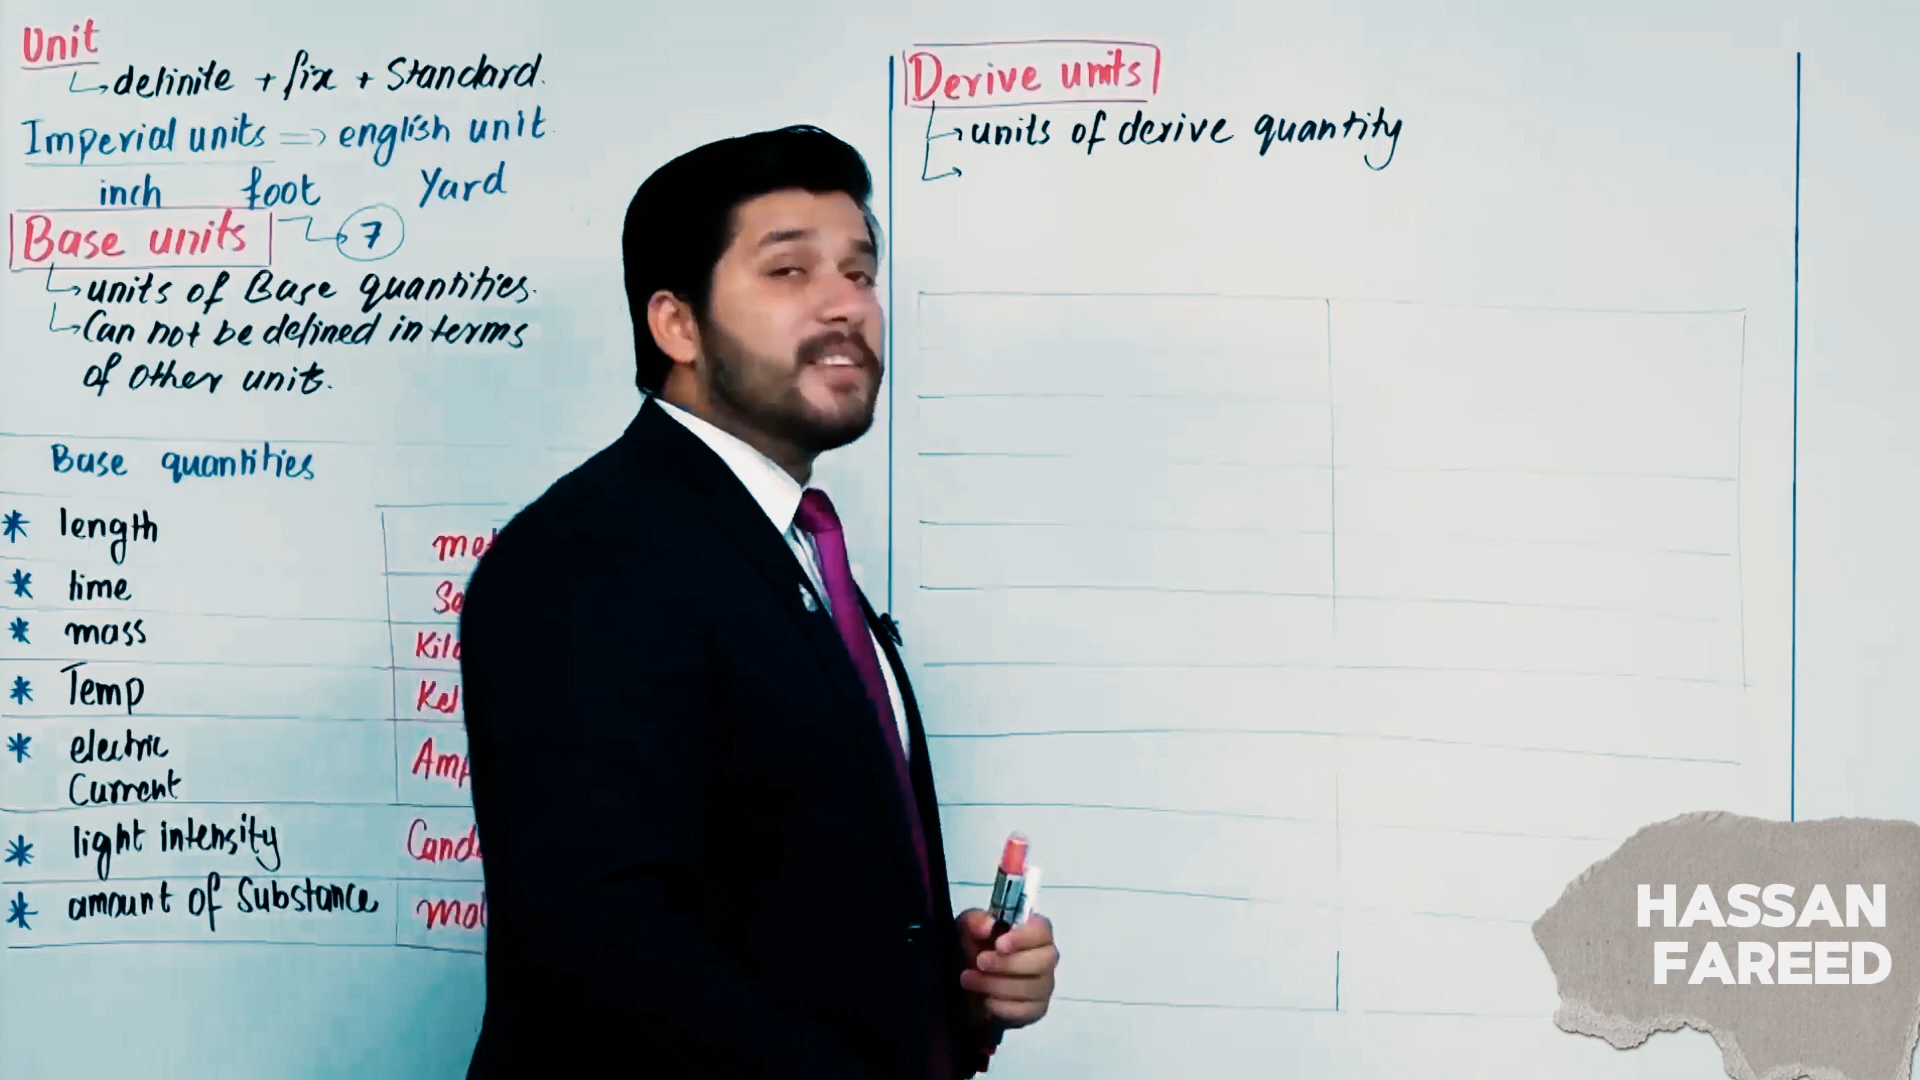 Unit
definite + fix + Standard.
Imperial units => english unit
inch foot Yard
Base units 7
units of Base quantities.
Can not be defined in terms
of other unit.
Base quantities
* length
* time
* mass
* Temp
* electric
Current
* light intensity
* amount of Substance
Derive units
units of derive quantity
HASSAN
FAREED